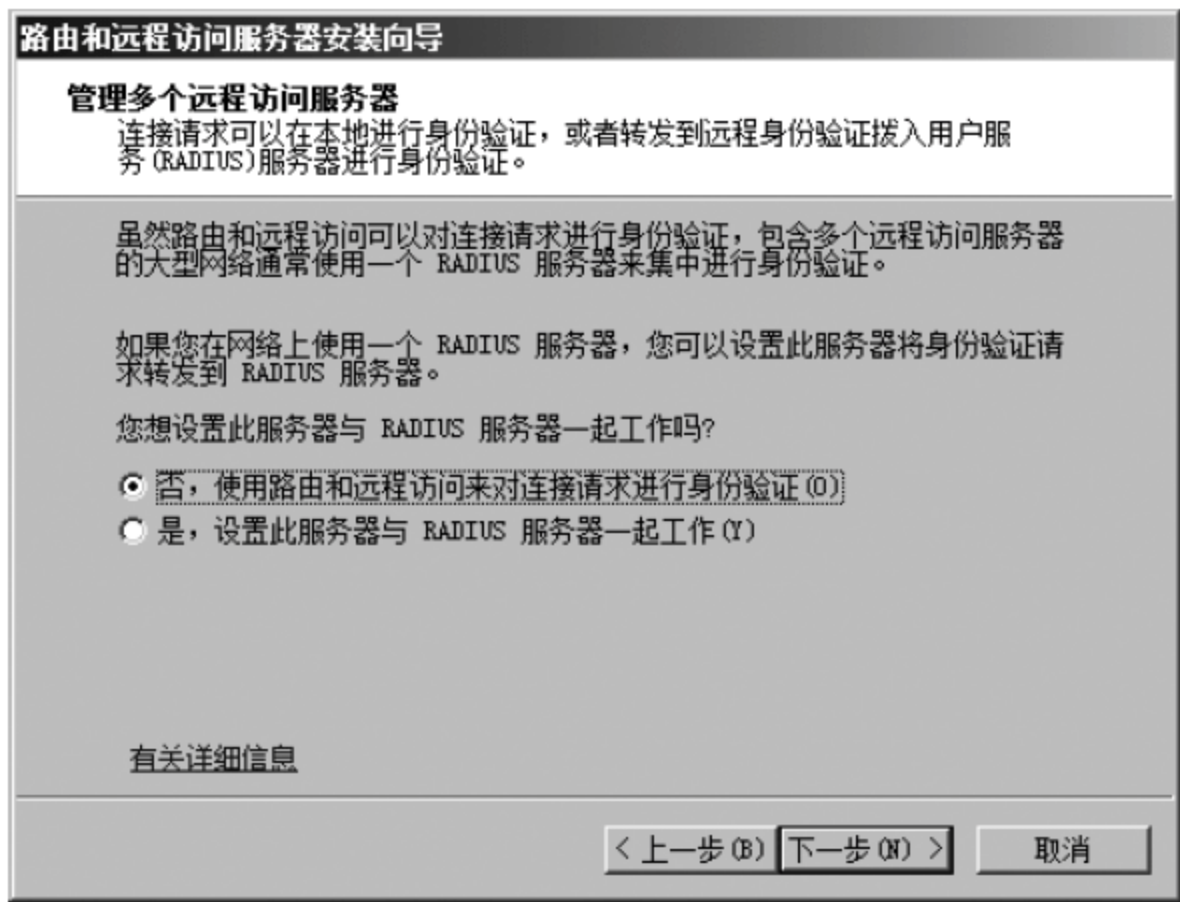 路由和远程访问服务器安装向导
管理多个远程访问服务器
连接请求可以在本地进行身份验证，或者转发到远程身份验证拨入用户服
务(RADIUS)服务器进行身份验证。
虽然路由和远程访问可以对连接请求进行身份验证，包含多个远程访问服务器
的大型网络通常使用一个 RADIUS 服务器来集中进行身份验证。
如果您在网络上使用一个 RADIUS 服务器，您可以设置此服务器将身份验证请
求转发到 RADIUS 服务器。
您想设置此服务器与 RADIUS 服务器一起工作吗?
否，使用路由和远程访问来对连接请求进行身份验证(O)
是，设置此服务器与 RADIUS 服务器一起工作(Y)
有关详细信息
< 上一步(B) 下一步(N) > 取消